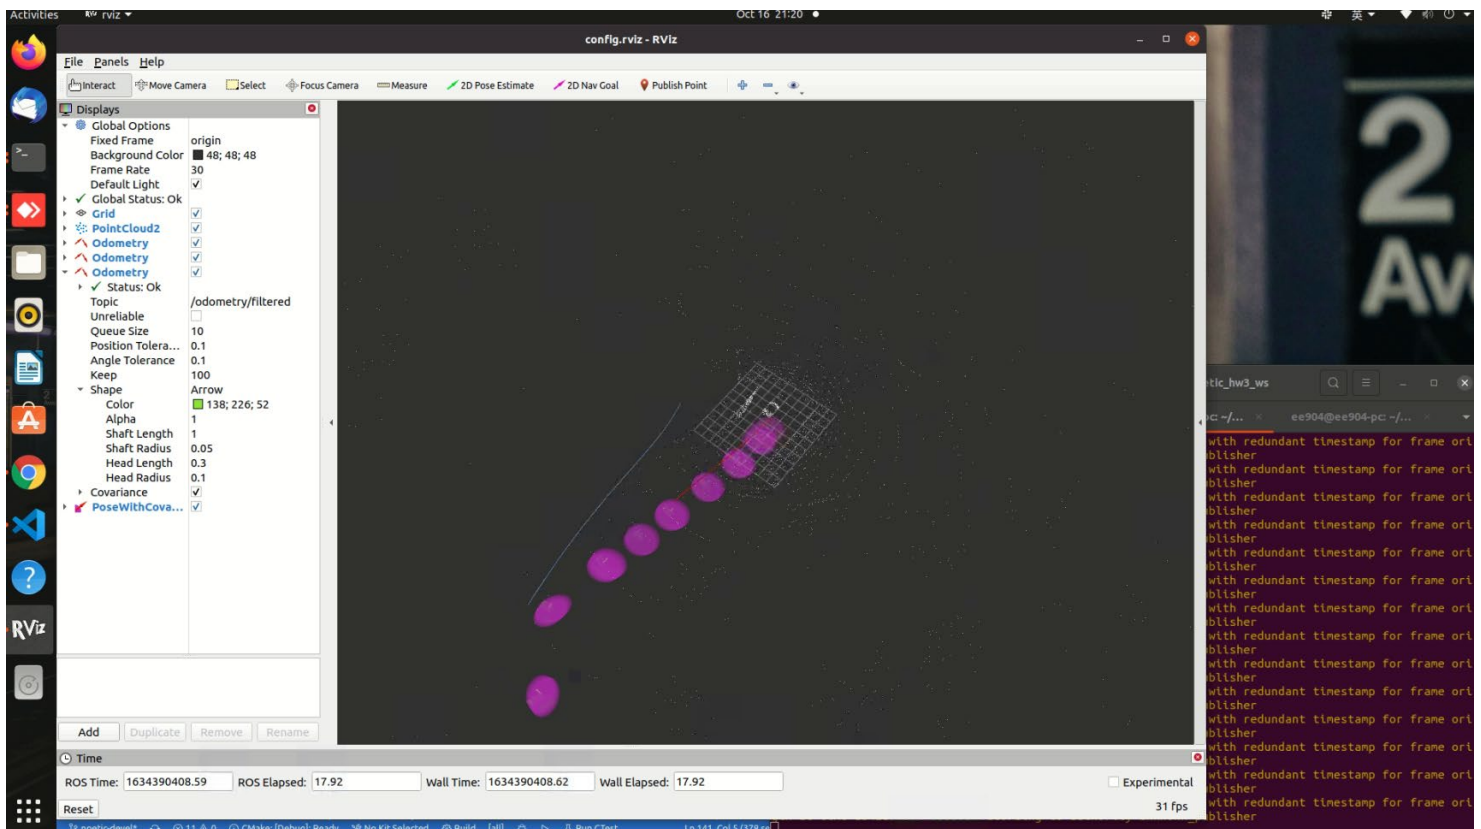 Activities
RViz rviz
Oct 16 21:20
英
config.rviz - RViz
File Panels Help
Interact Move Camera Select Focus Camera Measure 2D Pose Estimate 2D Nav Goal Publish Point
Displays
Global Options
Fixed Frame origin
Background Color 48; 48; 48
Frame Rate 30
Default Light
Global Status: Ok
Grid
PointCloud2
Odometry
Odometry
Odometry
Status: Ok
Topic /odometry/filtered
Unreliable
Queue Size 10
Position Tolera... 0.1
Angle Tolerance 0.1
Keep 100
Shape Arrow
Color 138; 226; 52
Alpha 1
Shaft Length 1
Shaft Radius 0.05
Head Length 0.3
Head Radius 0.1
Covariance
PoseWithCova...
Add Duplicate Remove Rename
Time
ROS Time: 1634390408.59 ROS Elapsed: 17.92 Wall Time: 1634390408.62 Wall Elapsed: 17.92 Experimental
Reset 31 fps
RViz
2
Av
etic_hw3_ws
pc: ~/... ee904@ee904-pc: ~/...
with redundant timestamp for frame ori
blisher
with redundant timestamp for frame ori
blisher
with redundant timestamp for frame ori
blisher
with redundant timestamp for frame ori
blisher
with redundant timestamp for frame ori
blisher
with redundant timestamp for frame ori
blisher
with redundant timestamp for frame ori
blisher
with redundant timestamp for frame ori
blisher
with redundant timestamp for frame ori
blisher
with redundant timestamp for frame ori
blisher
with redundant timestamp for frame ori
blisher
with redundant timestamp for frame ori
blisher
with redundant timestamp for frame ori
blisher
with redundant timestamp for frame ori